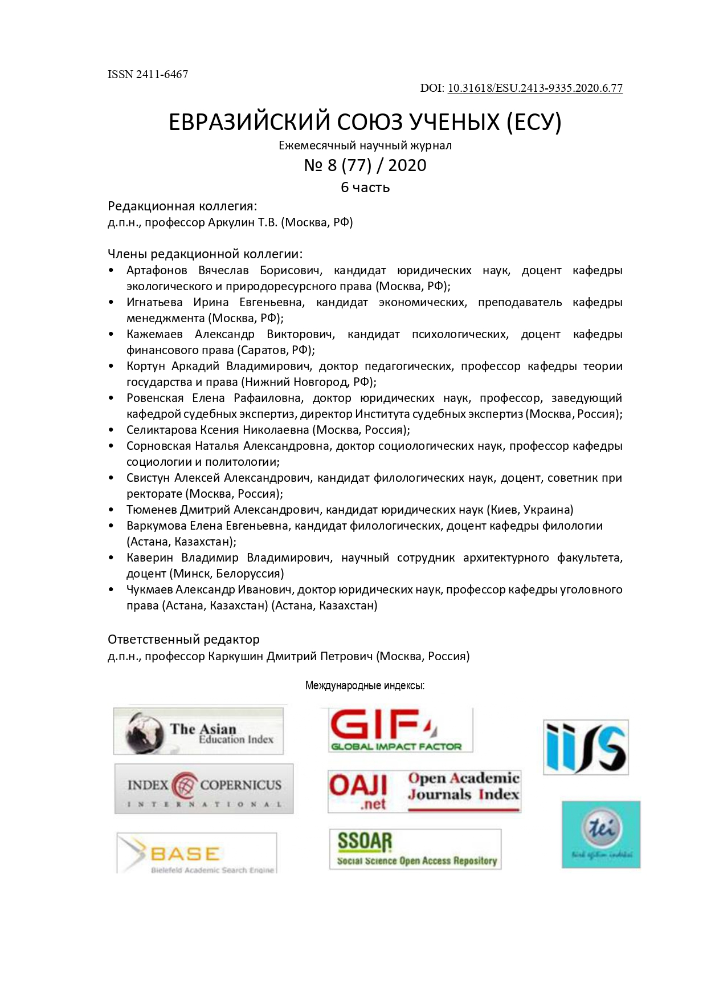 ISSN 2411-6467
DOI: 10.31618/ESU.2413-9335.2020.6.77
ЕВРАЗИЙСКИЙ СОЮЗ УЧЕНЫХ (ЕСУ)
Ежемесячный научный журнал
№ 8 (77) / 2020
6 часть
Редакционная коллегия:
д.п.н., профессор Аркулин Т.В. (Москва, РФ)
Члены редакционной коллегии:
• Артафонов Вячеслав Борисович, кандидат юридических наук, доцент кафедры
экологического и природоресурсного права (Москва, РФ);
• Игнатьева Ирина Евгеньевна, кандидат экономических, преподаватель кафедры
менеджмента (Москва, РФ);
• Кажемаев Александр Викторович, кандидат психологических, доцент кафедры
финансового права (Саратов, РФ);
• Кортун Аркадий Владимирович, доктор педагогических, профессор кафедры теории
государства и права (Нижний Новгород, РФ);
• Ровенская Елена Рафаиловна, доктор юридических наук, профессор, заведующий
кафедрой судебных экспертиз, директор Института судебных экспертиз (Москва, Россия);
• Селиктарова Ксения Николаевна (Москва, Россия);
• Сорновская Наталья Александровна, доктор социологических наук, профессор кафедры
социологии и политологии;
• Свистун Алексей Александрович, кандидат филологических наук, доцент, советник при
ректорате (Москва, Россия);
• Тюменев Дмитрий Александрович, кандидат юридических наук (Киев, Украина)
• Варкумова Елена Евгеньевна, кандидат филологических, доцент кафедры филологии
(Астана, Казахстан);
• Каверин Владимир Владимирович, научный сотрудник архитектурного факультета,
доцент (Минск, Белоруссия)
• Чукмаев Александр Иванович, доктор юридических наук, профессор кафедры уголовного
права (Астана, Казахстан) (Астана, Казахстан)
Ответственный редактор
д.п.н., профессор Каркушин Дмитрий Петрович (Москва, Россия)
Международные индексы:
The Asian
Education Index
GIF
GLOBAL IMPACT FACTOR
iiJS
INDEX COPERNICUS
INTERNATIONAL
OAJI
.net
Open Academic
Journals Index
BASE
Bielefeld Academic Search Engine
SSOAR
Social Science Open Access Repository
tei
türk eğitim indeksi